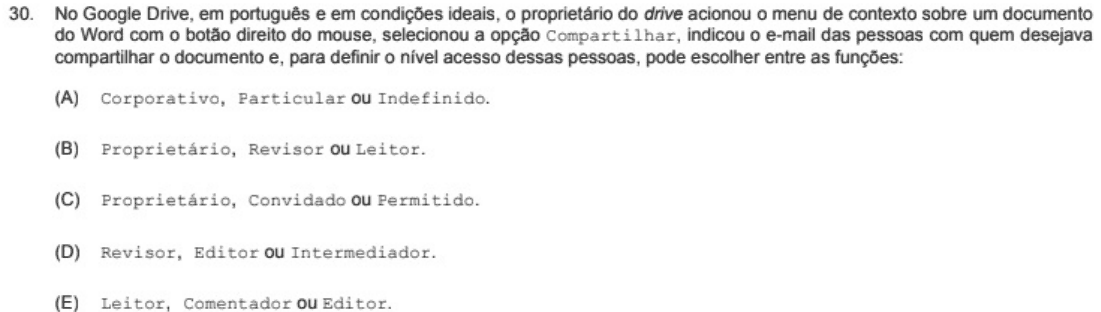 30. No Google Drive, em português e em condições ideais, o proprietário do drive acionou o menu de contexto sobre um documento
do Word com o botão direito do mouse, selecionou a opção Compartilhar, indicou o e-mail das pessoas com quem desejava
compartilhar o documento e, para definir o nível acesso dessas pessoas, pode escolher entre as funções:
(A) Corporativo, Particular ou Indefinido.
(B) Proprietário, Revisor ou Leitor.
(C) Proprietário, Convidado ou Permitido.
(D) Revisor, Editor ou Intermediador.
(E) Leitor, Comentador ou Editor.